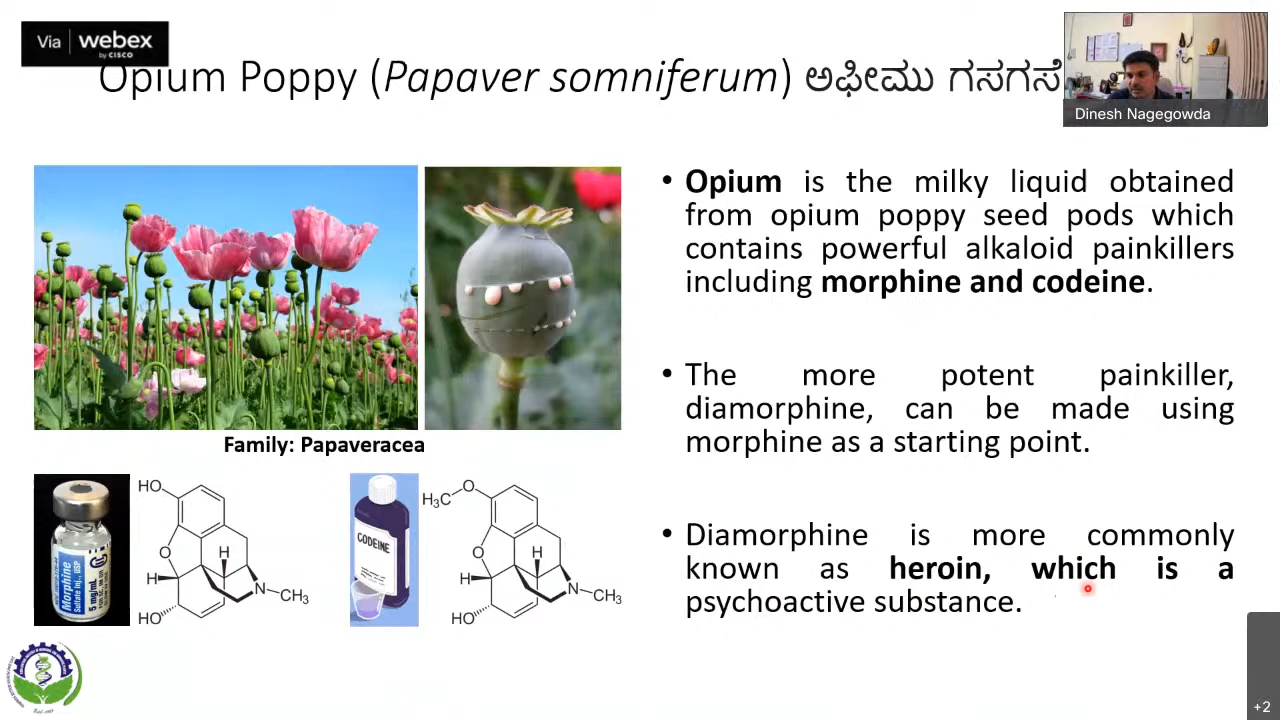 Via webex
by CISCO
Opium Poppy (Papaver somniferum) ಅಫೀಮು ಗಸಗಸೆ
Dinesh Nagegowda
• Opium is the milky liquid obtained
from opium poppy seed pods which
contains powerful alkaloid painkillers
including morphine and codeine.
• The more potent painkiller,
diamorphine, can be made using
morphine as a starting point.
• Diamorphine is more commonly
known as heroin, which is a
psychoactive substance.
Family: Papaveracea
Morphine
Sulfate Inj., USP
5 mg/mL
HO
O
H
H
N
CH3
HO
CODEINE
H3C
O
O
H
H
N
CH3
HO
+2